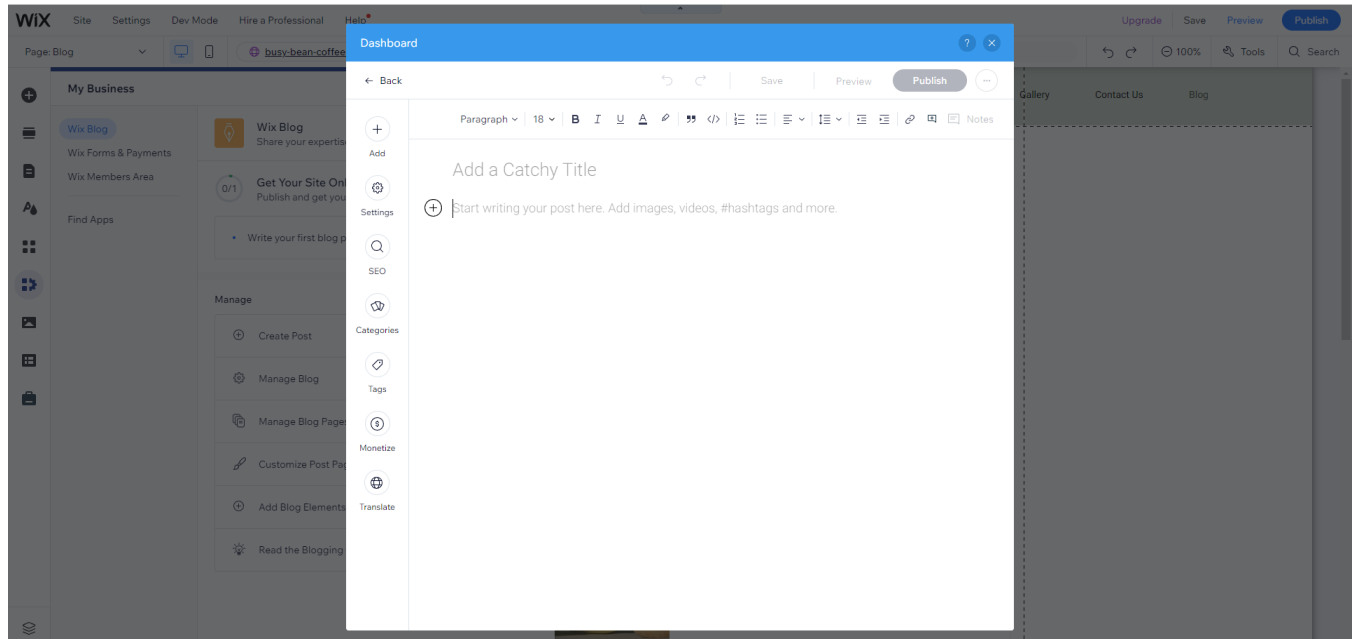 WiX Site Settings Dev Mode Hire a Professional Help Upgrade Save Preview Publish
Page: Blog busy-bean-coffee 100% Tools Search
My Business
Wix Blog
Wix Forms & Payments
Wix Members Area
Find Apps
Wix Blog
Share your expertis
0/1
Get Your Site Onl
Publish and get you
Write your first blog p
Manage
Create Post
Manage Blog
Manage Blog Page
Customize Post Pag
Add Blog Elements
Read the Blogging
Dashboard ?
Back Save Preview Publish
Add
Settings
SEO
Categories
Tags
Monetize
Translate
Paragraph 18 B I U A Notes
Add a Catchy Title
Start writing your post here. Add images, videos, #hashtags and more.
Gallery Contact Us Blog